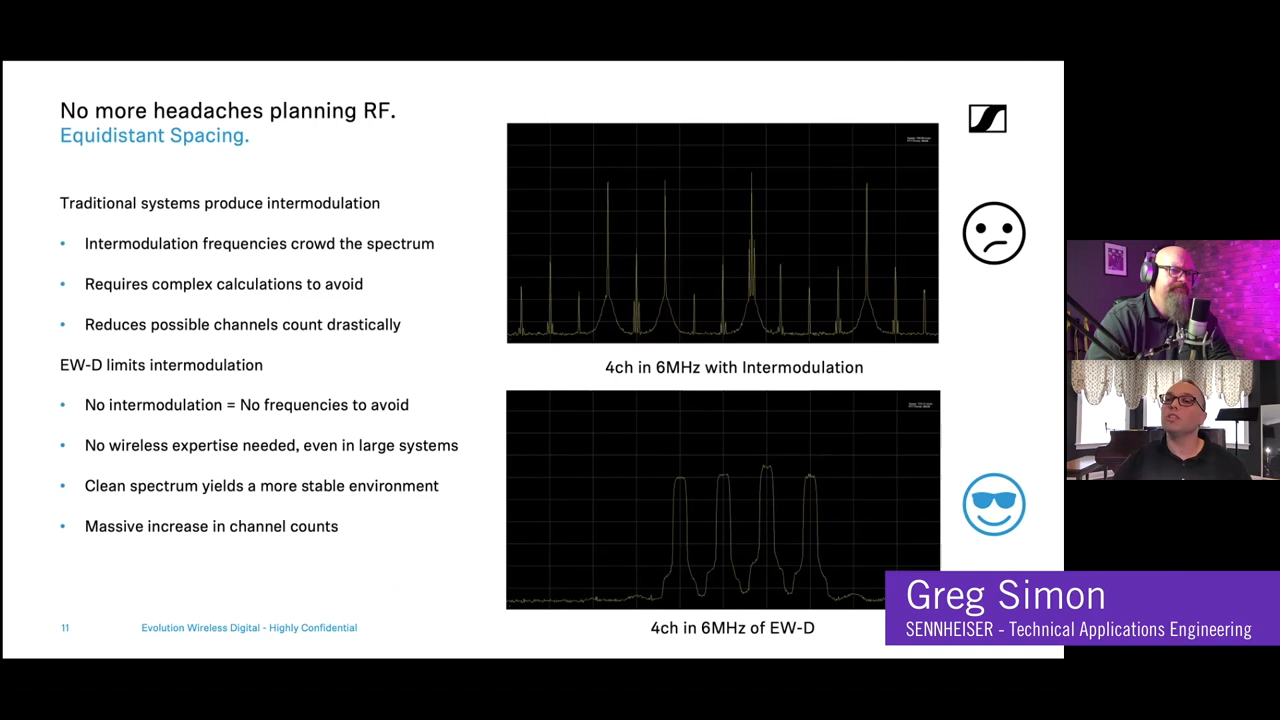 No more headaches planning RF.
Equidistant Spacing.
Traditional systems produce intermodulation
• Intermodulation frequencies crowd the spectrum
• Requires complex calculations to avoid
• Reduces possible channels count drastically
EW-D limits intermodulation
• No intermodulation = No frequencies to avoid
• No wireless expertise needed, even in large systems
• Clean spectrum yields a more stable environment
• Massive increase in channel counts
4ch in 6MHz with Intermodulation
4ch in 6MHz of EW-D
11
Evolution Wireless Digital - Highly Confidential
Greg Simon
SENNHEISER - Technical Applications Engineering